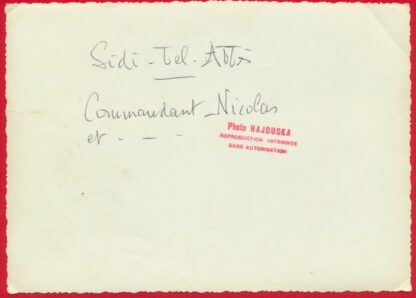 Sidi-Bel-Abbès
Commandant Nicolas
et - - -
Photo HAJDUSKA
REPRODUCTION INTERDITE
SANS AUTORISATION